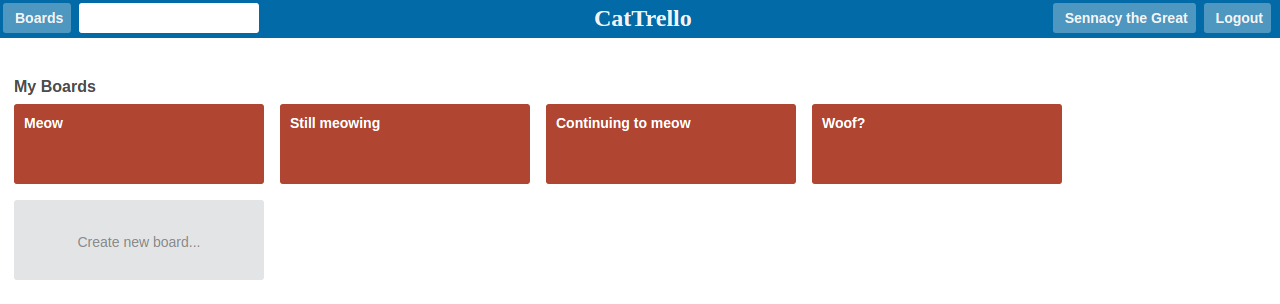 Boards
CatTrello
Sennacy the Great
Logout
My Boards
Meow
Still meowing
Continuing to meow
Woof?
Create new board...